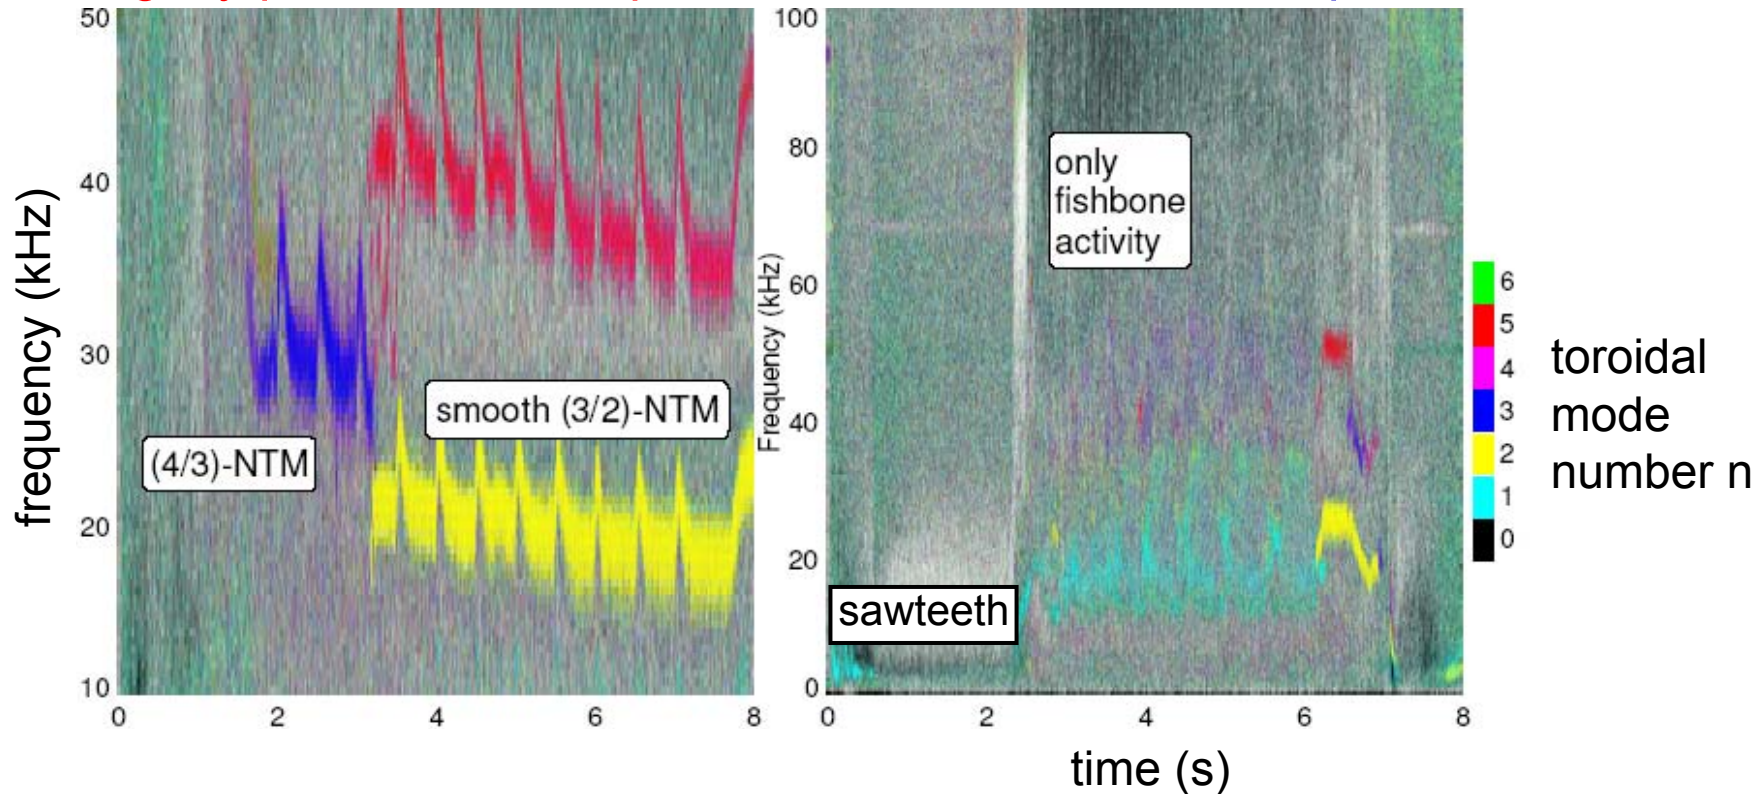 50
40
30
20
10
0
2
4
6
8
frequency (kHz)
(4/3)-NTM
smooth (3/2)-NTM
100
80
60
40
20
0
0
2
4
6
8
Frequency (kHz)
only
fishbone
activity
sawteeth
time (s)
6
5
4
3
2
1
0
toroidal
mode
number n